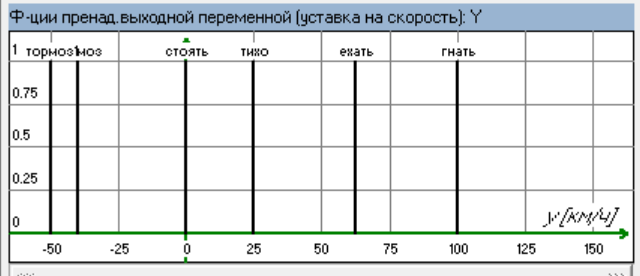 Ф-ции пренад.выходной переменной (уставка на скорость): Y
1 тормоз стоять тихо ехать гнать
0.75
0.5
0.25
0 y[км/ч]
-50 -25 0 25 50 75 100 125 150